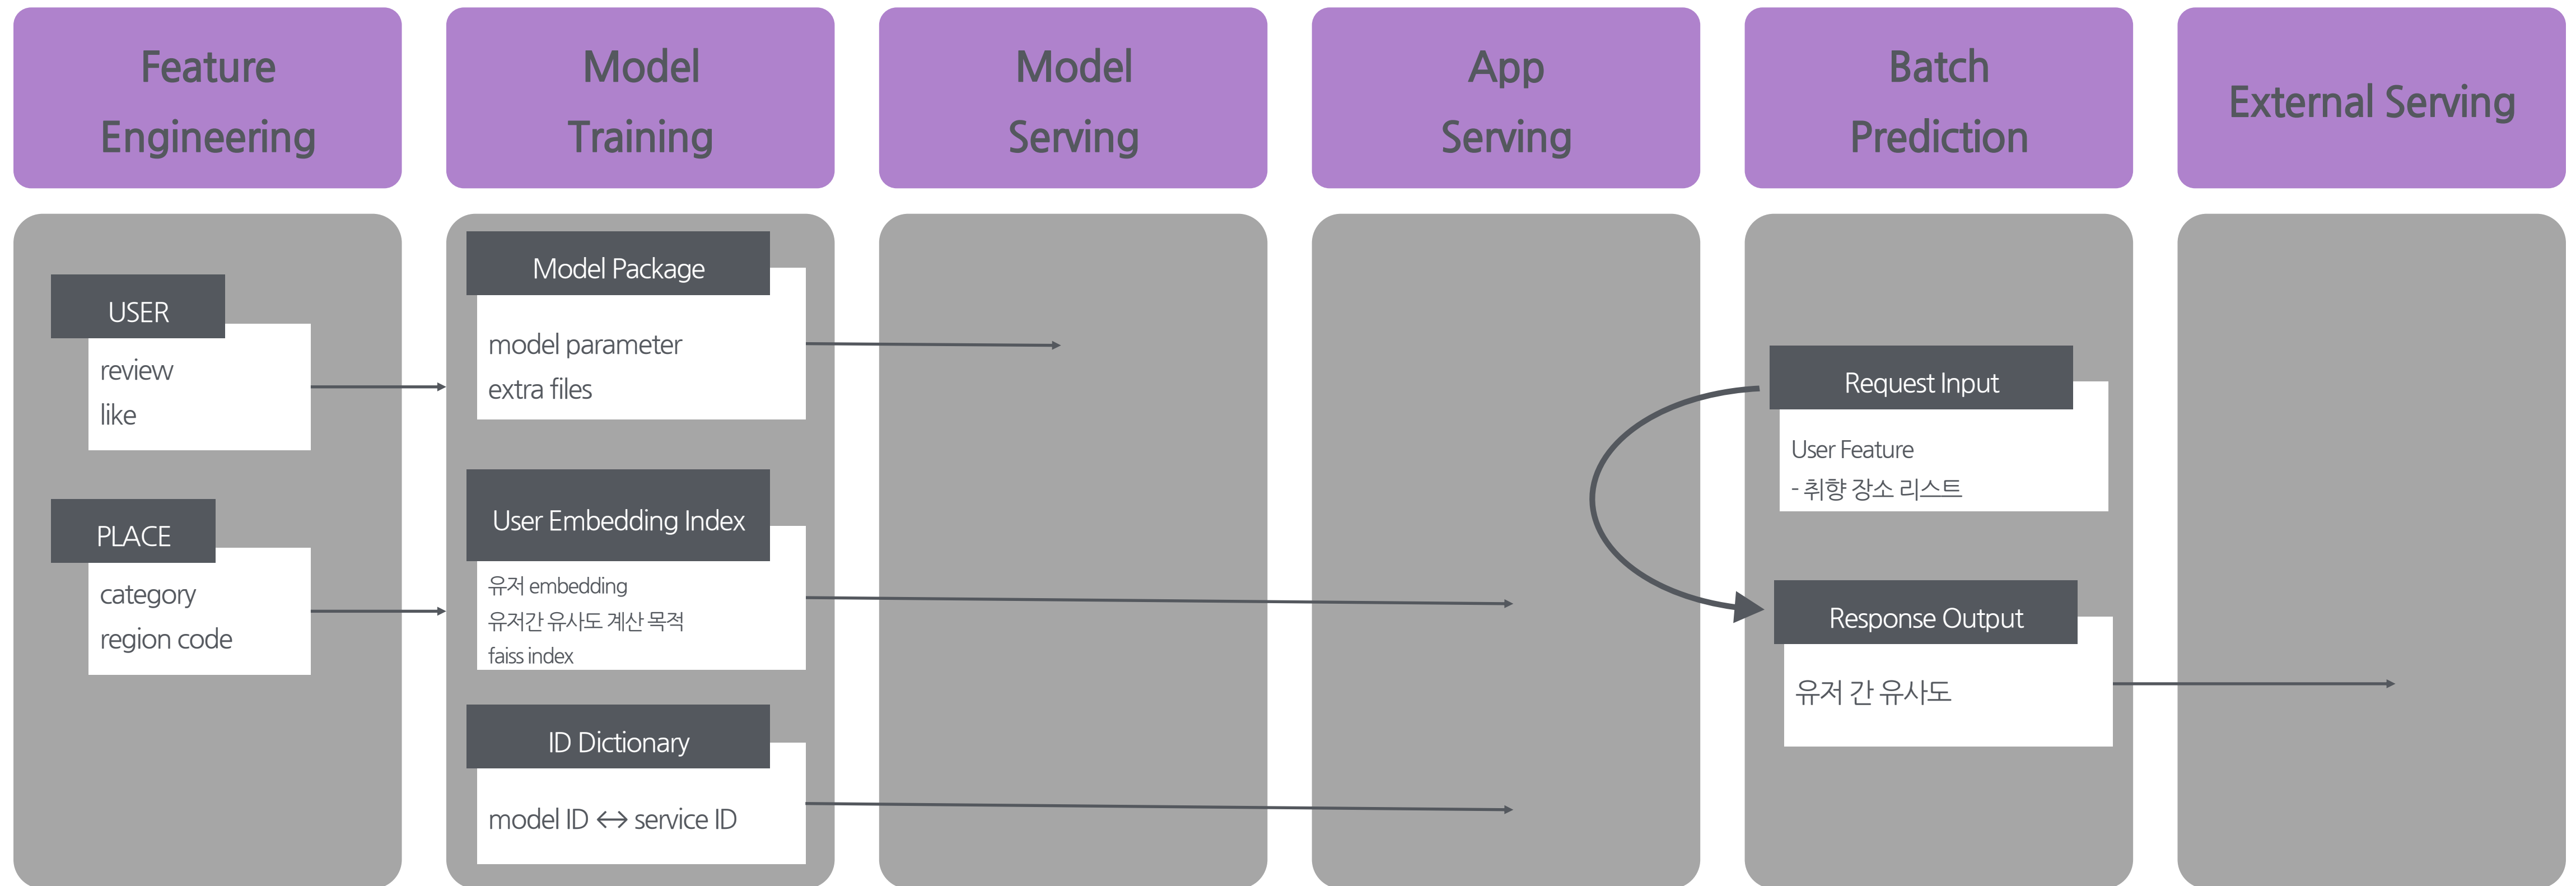 Feature
Engineering
Model
Training
Model
Serving
App
Serving
Batch
Prediction
External Serving
USER
review
like
PLACE
category
region code
Model Package
model parameter
extra files
User Embedding Index
유저 embedding
유저간 유사도 계산 목적
faiss index
ID Dictionary
model ID ↔ service ID
Request Input
User Feature
- 취향 장소 리스트
Response Output
유저 간 유사도